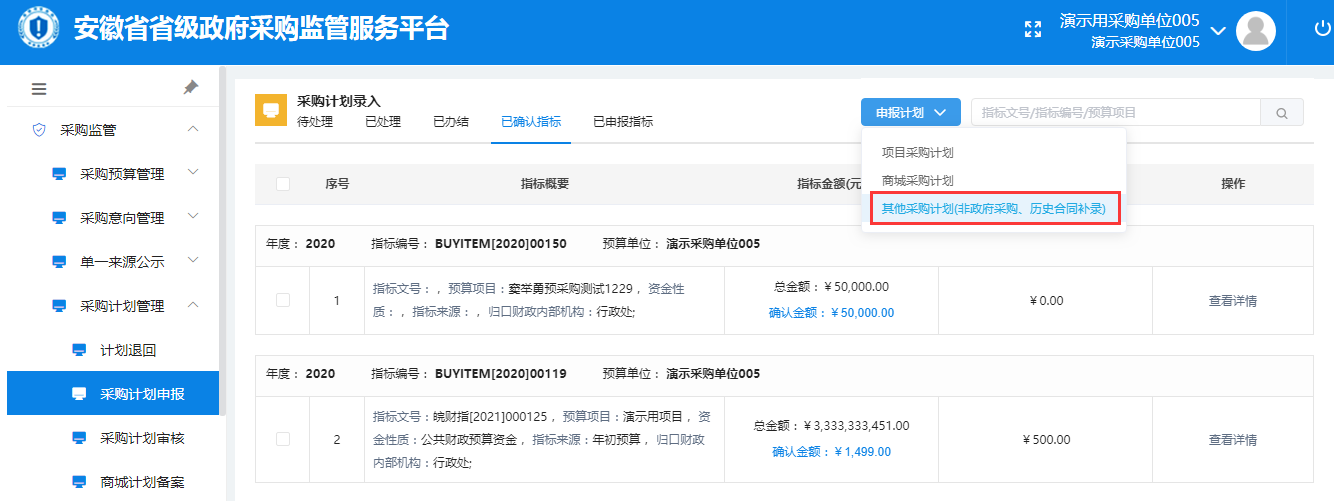 安徽省省级政府采购监管服务平台
演示用采购单位005
演示采购单位005
采购监管
采购预算管理
采购意向管理
单一来源公示
采购计划管理
计划退回
采购计划申报
采购计划审核
商城计划备案
采购计划录入
待处理 已处理 已办结 已确认指标 已申报指标
申报计划
指标文号/指标编号/预算项目
项目采购计划
商城采购计划
其他采购计划(非政府采购、历史合同补录)
序号 指标概要 指标金额(元 操作
年度： 2020 指标编号： BUYITEM[2020]00150 预算单位： 演示采购单位005
1
指标文号：， 预算项目：窦举勇预采购测试1229， 资金性
质：， 指标来源：， 归口财政内部机构：行政处;
总金额：￥50,000.00
确认金额：￥50,000.00
￥0.00
查看详情
年度： 2020 指标编号： BUYITEM[2020]00119 预算单位： 演示采购单位005
2
指标文号：皖财指[2021]000125， 预算项目：演示用项目， 资
金性质：公共财政预算资金， 指标来源：年初预算， 归口财政
内部机构：行政处;
总金额：￥3,333,333,451.00
确认金额：￥1,499.00
￥500.00
查看详情